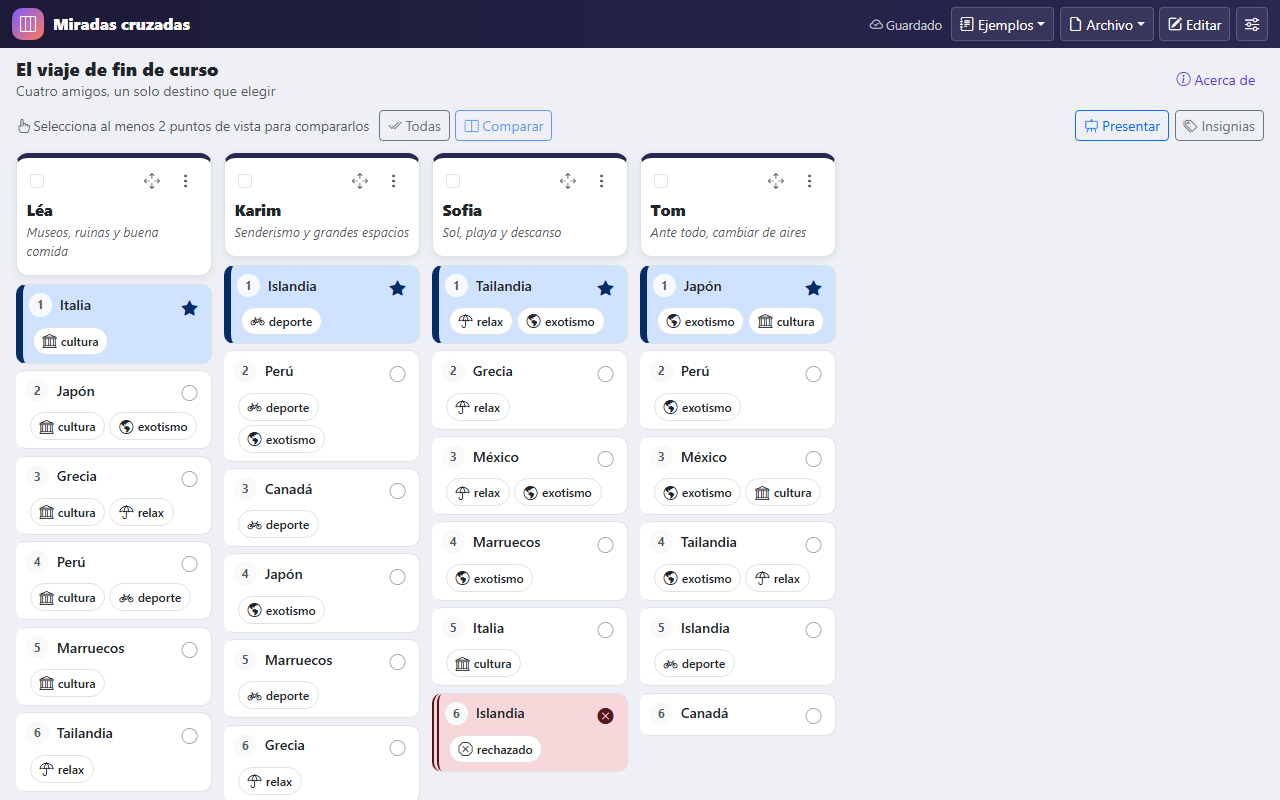 Miradas cruzadas
Guardado
Ejemplos
Archivo
Editar
El viaje de fin de curso
Cuatro amigos, un solo destino que elegir
Acerca de
Selecciona al menos 2 puntos de vista para compararlos
Todas
Comparar
Presentar
Insignias
Léa
Museos, ruinas y buena
comida
1 Italia
cultura
2 Japón
cultura exotismo
3 Grecia
cultura relax
4 Perú
cultura deporte
5 Marruecos
cultura
6 Tailandia
relax
Karim
Senderismo y grandes espacios
1 Islandia
deporte
2 Perú
deporte
exotismo
3 Canadá
deporte
4 Japón
exotismo
5 Marruecos
deporte
6 Grecia
relax
Sofia
Sol, playa y descanso
1 Tailandia
relax exotismo
2 Grecia
relax
3 México
relax exotismo
4 Marruecos
exotismo
5 Italia
cultura
6 Islandia
rechazado
Tom
Ante todo, cambiar de aires
1 Japón
exotismo cultura
2 Perú
exotismo
3 México
exotismo cultura
4 Tailandia
exotismo relax
5 Islandia
deporte
6 Canadá